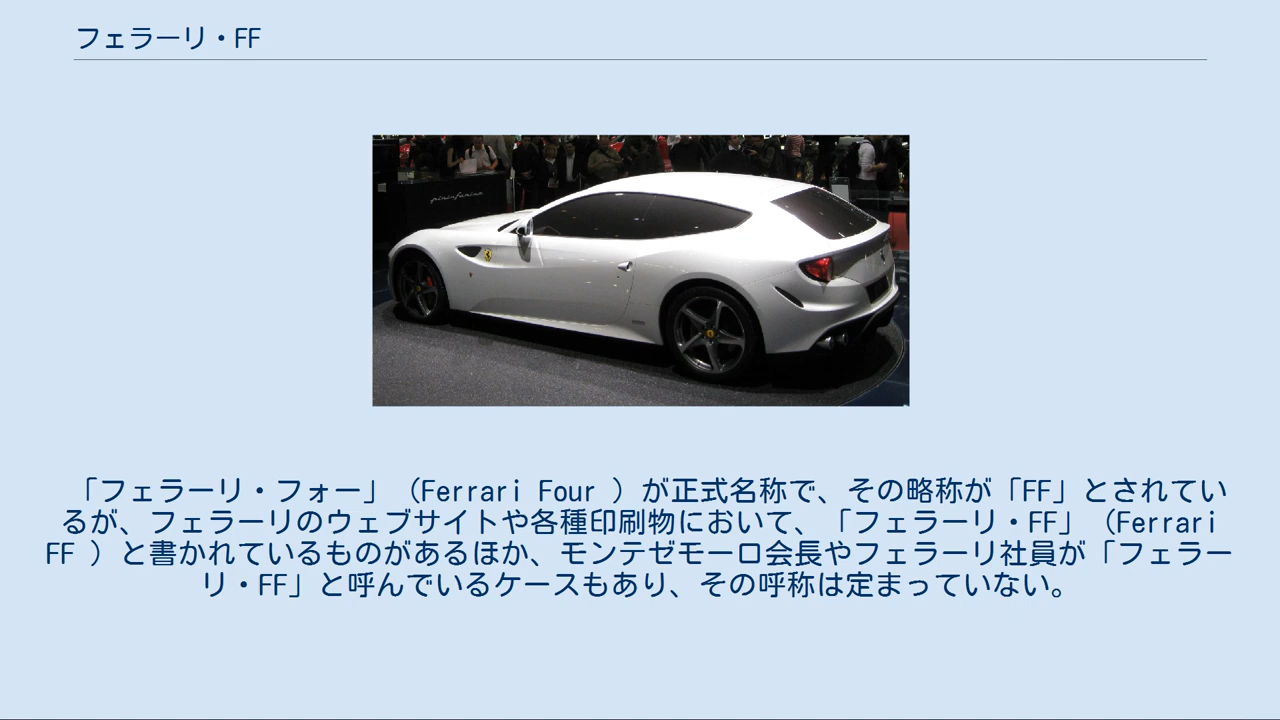 フェラーリ・FF
pininfarina
「フェラーリ・フォー」（Ferrari Four ）が正式名称で、その略称が「FF」とされてい
るが、フェラーリのウェブサイトや各種印刷物において、「フェラーリ・FF」（Ferrari
FF ）と書かれているものがあるほか、モンテゼモーロ会長やフェラーリ社員が「フェラー
リ・FF」と呼んでいるケースもあり、その呼称は定まっていない。